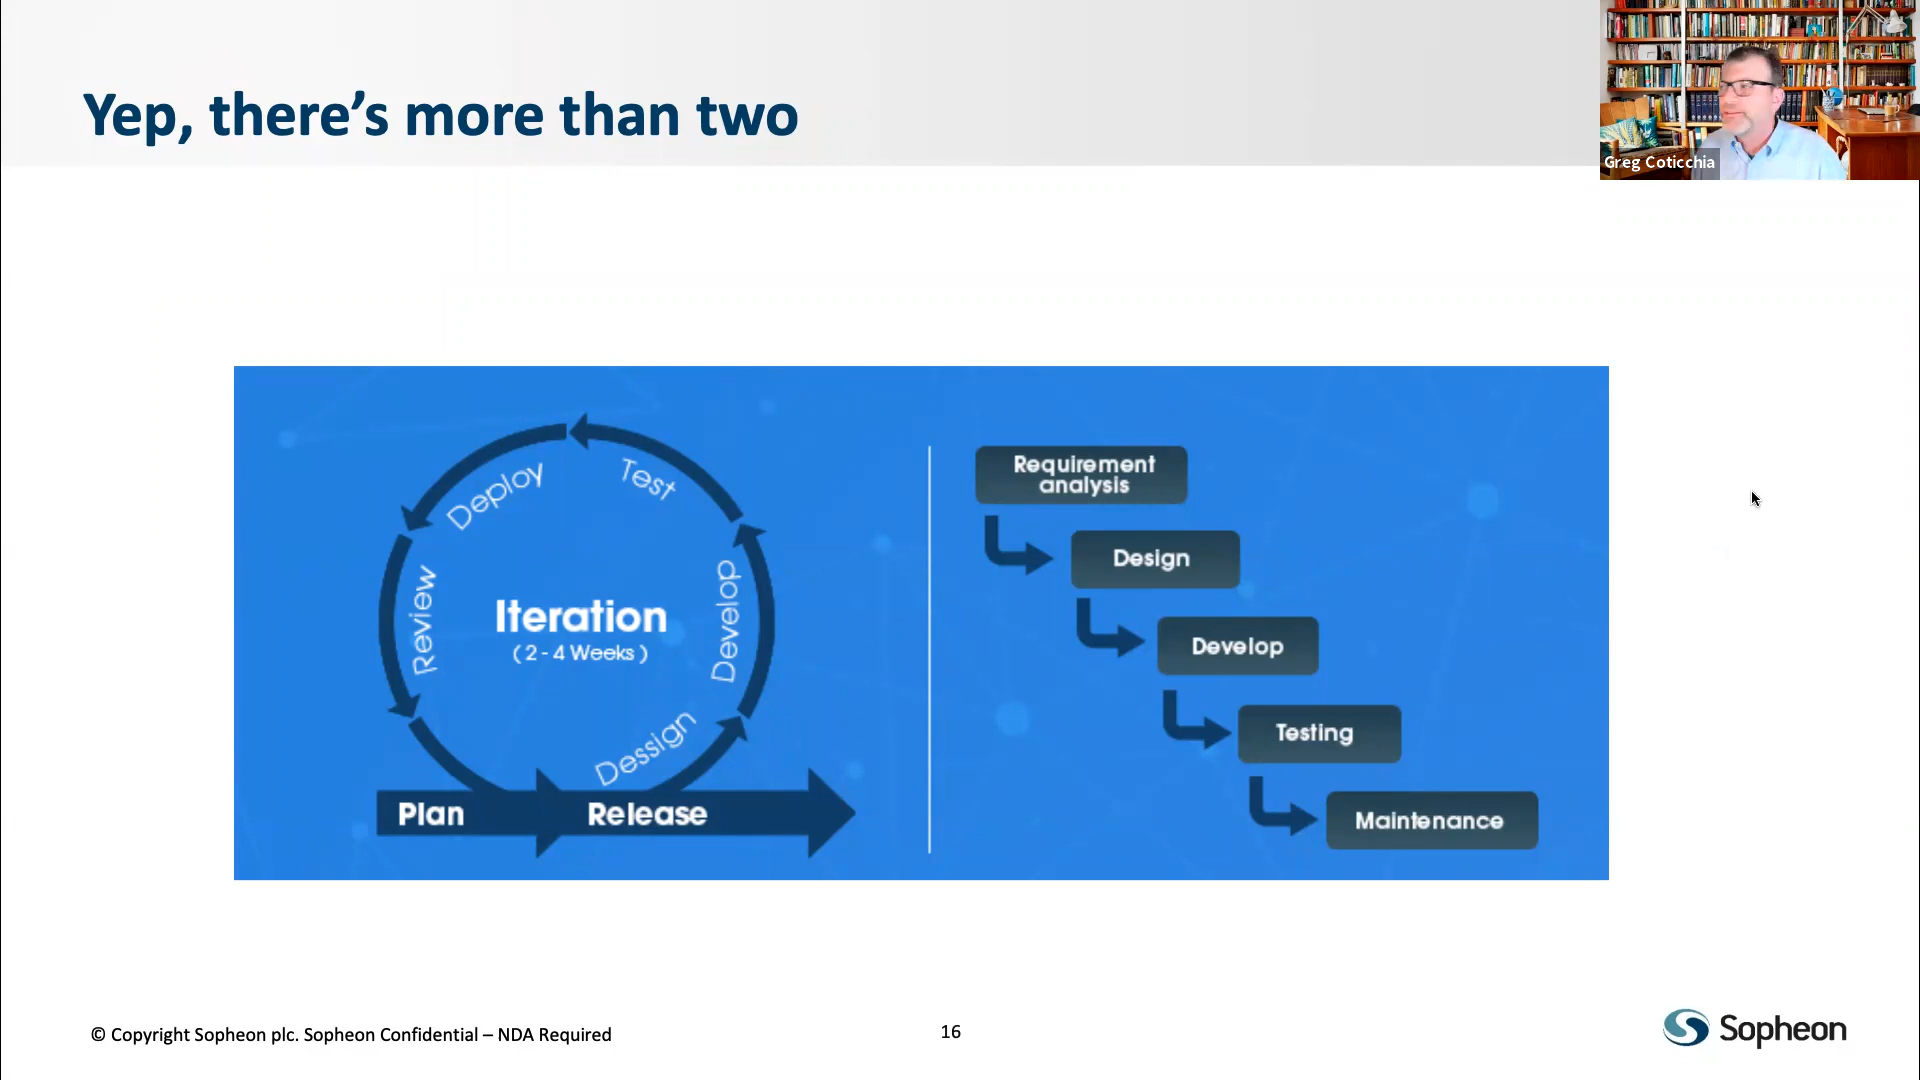 Yep, there’s more than two
Greg Coticchia
Deploy
Test
Review
Iteration
( 2 - 4 Weeks )
Develop
Dessign
Plan
Release
Requirement
analysis
Design
Develop
Testing
Maintenance
© Copyright Sopheon plc. Sopheon Confidential – NDA Required
16
Sopheon